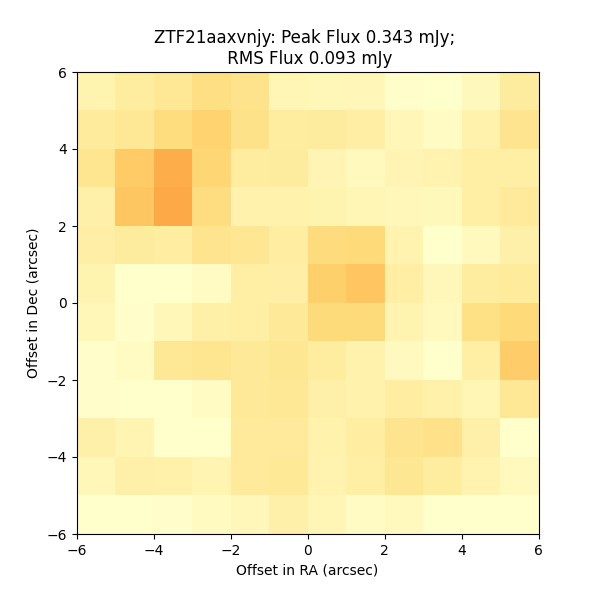 ZTF21aaxvnjy: Peak Flux 0.343 mJy;
RMS Flux 0.093 mJy
6
4
2
0
−2
−4
−6
Offset in Dec (arcsec)
−6 −4 −2 0 2 4 6
Offset in RA (arcsec)